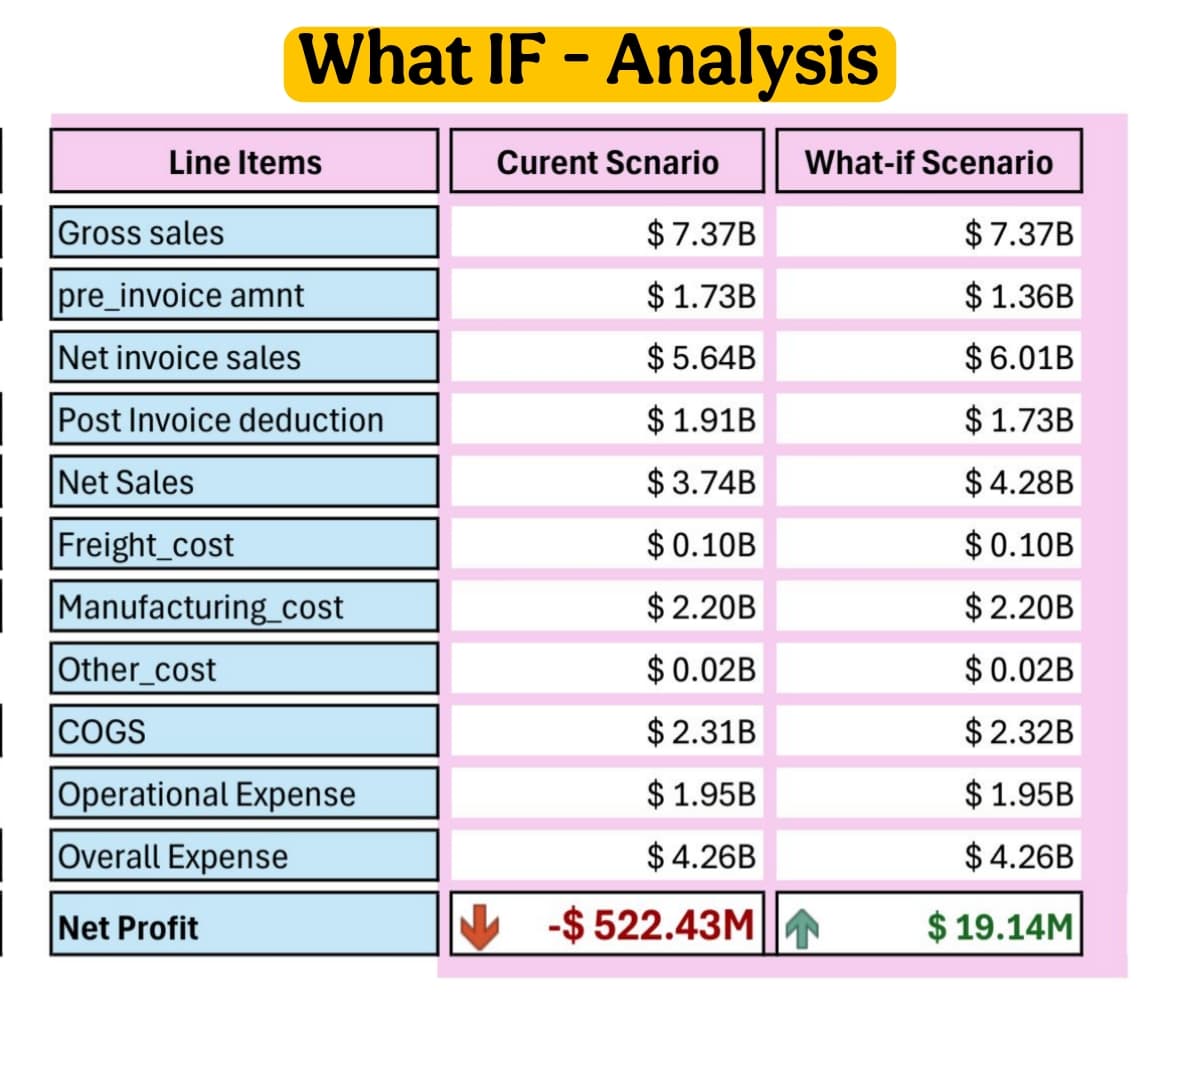 What IF - Analysis
Line Items Curent Scnario What-if Scenario
Gross sales $ 7.37B $ 7.37B
pre_invoice amnt $ 1.73B $ 1.36B
Net invoice sales $ 5.64B $ 6.01B
Post Invoice deduction $ 1.91B $ 1.73B
Net Sales $ 3.74B $ 4.28B
Freight_cost $ 0.10B $ 0.10B
Manufacturing_cost $ 2.20B $ 2.20B
Other_cost $ 0.02B $ 0.02B
COGS $ 2.31B $ 2.32B
Operational Expense $ 1.95B $ 1.95B
Overall Expense $ 4.26B $ 4.26B
Net Profit -$ 522.43M $ 19.14M